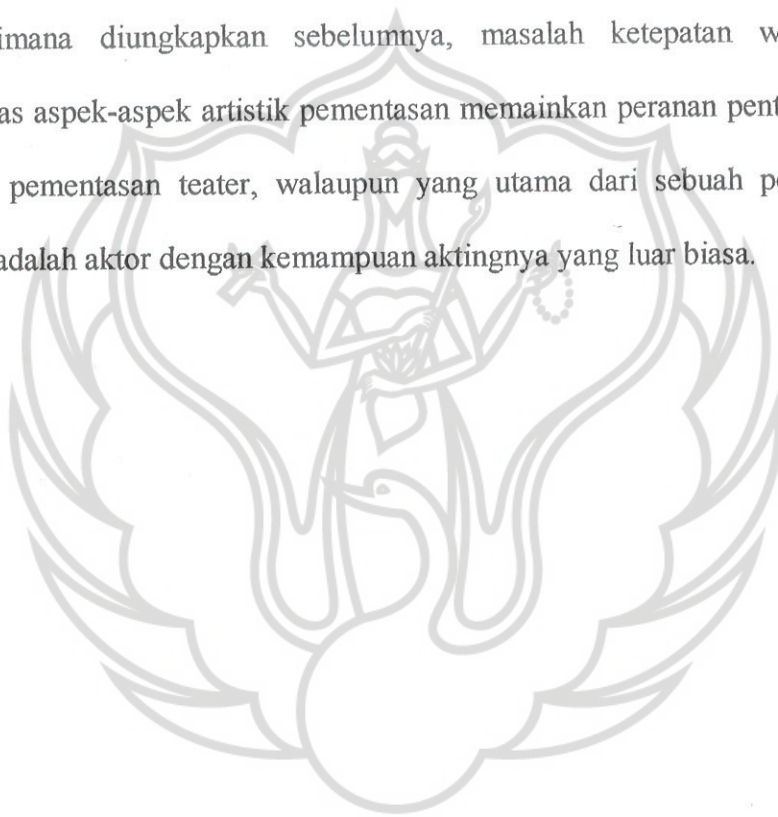 imana diungkapkan sebelumnya, masalah ketepatan w
as aspek-aspek artistik pementasan memainkan peranan pent
pementasan teater, walaupun yang utama dari sebuah p
adalah aktor dengan kemampuan aktingnya yang luar biasa.